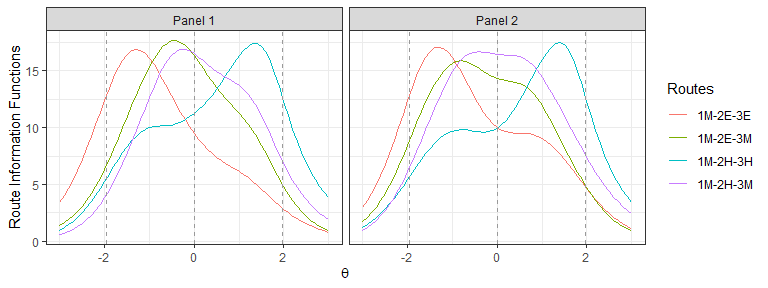 Panel 1
Panel 2
Route Information Functions
15
10
5
0
-2
0
2
-2
0
2
θ
Routes
1M-2E-3E
1M-2E-3M
1M-2H-3H
1M-2H-3M